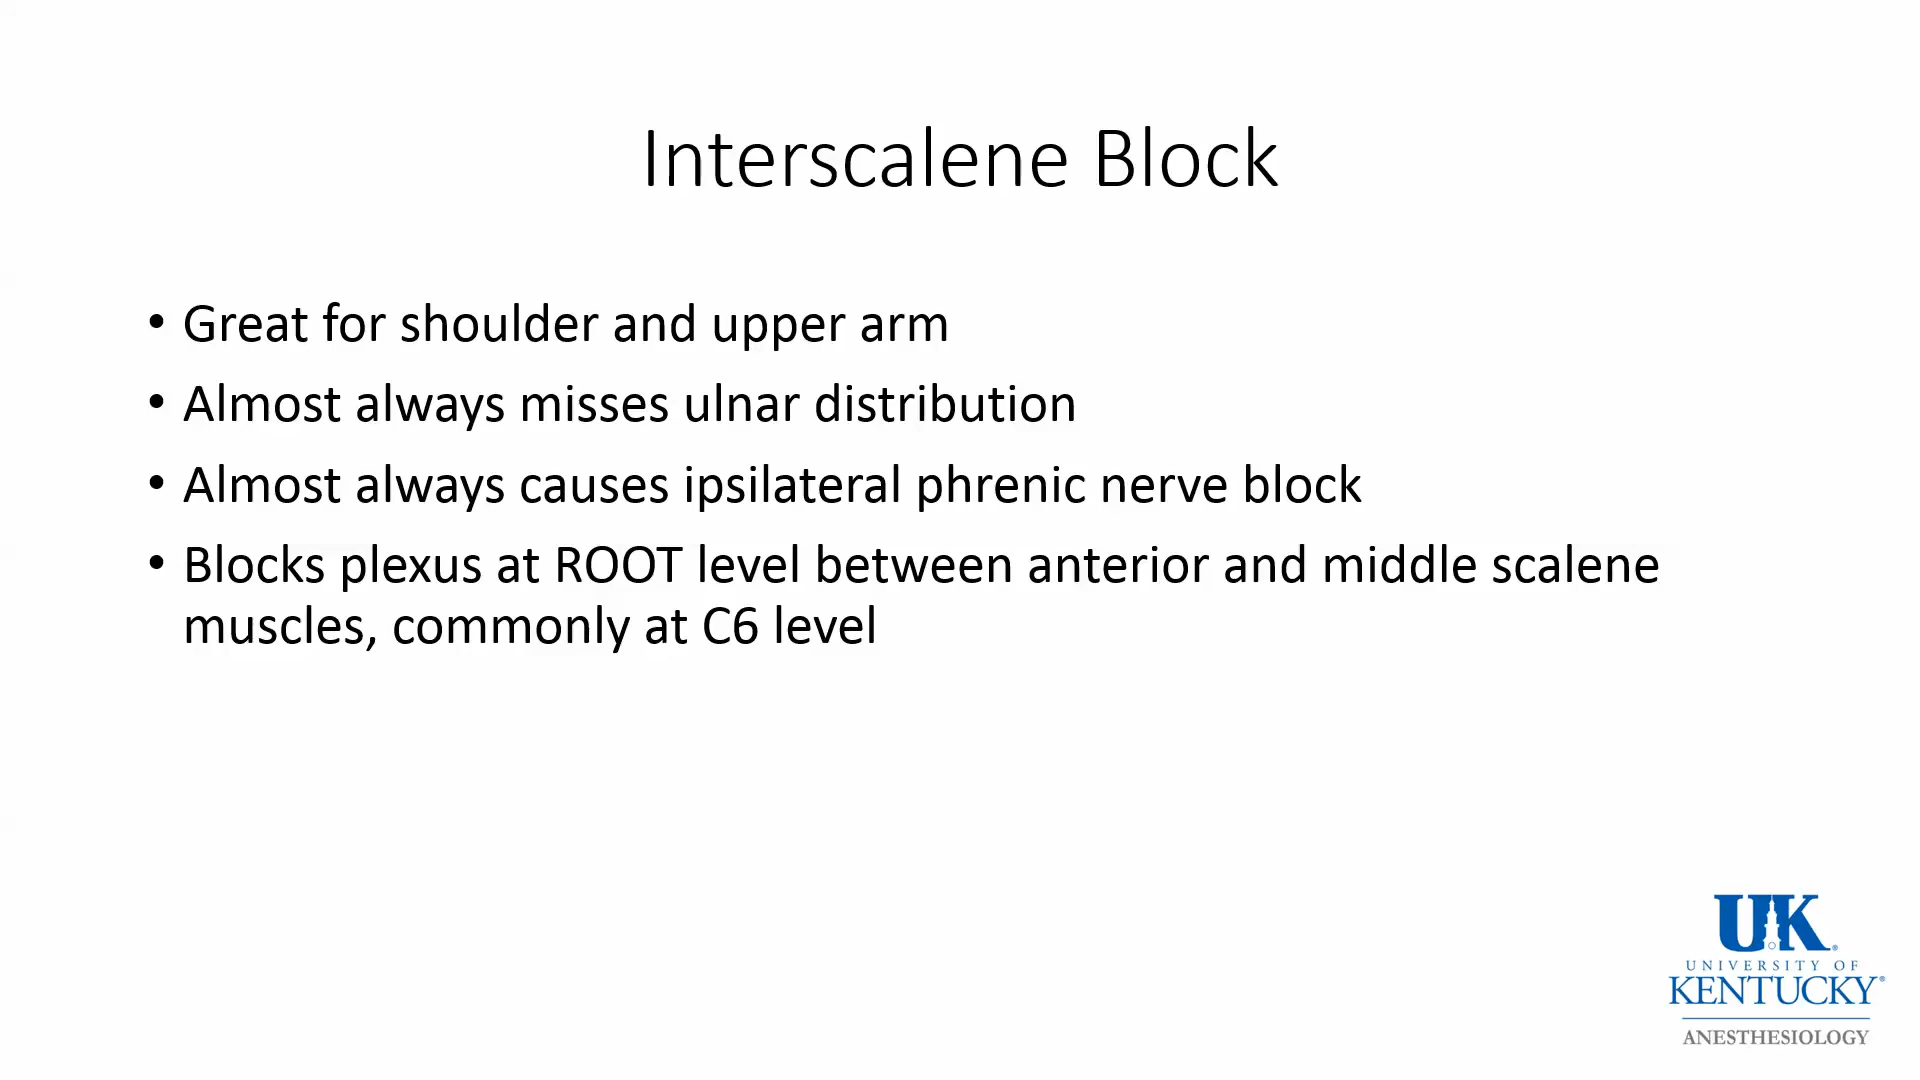 Interscalene Block
• Great for shoulder and upper arm
• Almost always misses ulnar distribution
• Almost always causes ipsilateral phrenic nerve block
• Blocks plexus at ROOT level between anterior and middle scalene
muscles, commonly at C6 level
UK®
UNIVERSITY OF
KENTUCKY®
ANESTHESIOLOGY